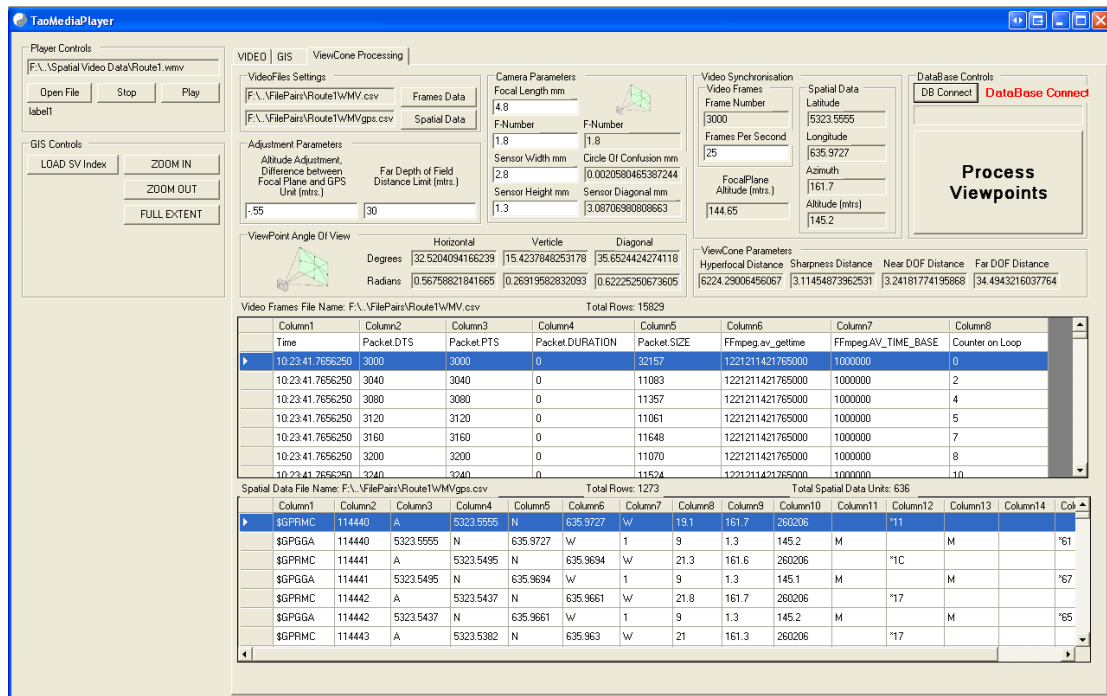 TaoMediaPlayer
Player Controls
F:\..\Spatial Video Data\Route1.wmv
Open File Stop Play
label1
GIS Controls
LOAD SV Index ZOOM IN
ZOOM OUT
FULL EXTENT
VIDEO GIS ViewCone Processing
VideoFiles Settings
F:\..\FilePairs\Route1WMV.csv Frames Data
F:\..\FilePairs\Route1WMVgps.csv Spatial Data
Adjustment Parameters
Altitude Adjustment, Difference between Focal Plane and GPS Unit (mtrs.)
Far Depth of Field Distance Limit (mtrs.)
-.55 30
Camera Parameters
Focal Length mm
4.8
F-Number F-Number
1.8 1.8
Sensor Width mm Circle Of Confusion mm
2.8 0.0020580465387244
Sensor Height mm Sensor Diagonal mm
1.3 3.08706980808663
Video Synchronisation
Video Frames
Frame Number
3000
Frames Per Second
25
FocalPlane
Altitude (mtrs.)
144.65
Spatial Data
Latitude
5323.5555
Longitude
635.9727
Azimuth
161.7
Altitude (mtrs)
145.2
DataBase Controls
DB Connect DataBase Connect
Process
Viewpoints
ViewPoint Angle Of View
Horizontal Verticle Diagonal
Degrees 32.5204094166239 15.4237848253178 35.6524424274118
Radians 0.56758821841665 0.26919582832093 0.62225250673605
ViewCone Parameters
Hyperfocal Distance Sharpness Distance Near DOF Distance Far DOF Distance
6224.29006456067 3.11454873962531 3.24181774195868 34.4943216037764
Video Frames File Name: F:\..\FilePairs\Route1WMV.csv Total Rows: 15829
Column1 Column2 Column3 Column4 Column5 Column6 Column7 Column8
Time Packet.DTS Packet.PTS Packet.DURATION Packet.SIZE FFmpeg.av_gettime FFmpeg.AV_TIME_BASE Counter on Loop
10:23:41.7656250 3000 3000 0 32157 1221211421765000 1000000 0
10:23:41.7656250 3040 3040 0 11083 1221211421765000 1000000 2
10:23:41.7656250 3080 3080 0 11357 1221211421765000 1000000 4
10:23:41.7656250 3120 3120 0 11061 1221211421765000 1000000 5
10:23:41.7656250 3160 3160 0 11648 1221211421765000 1000000 7
10:23:41.7656250 3200 3200 0 11070 1221211421765000 1000000 8
10:23:41.7656250 3240 3240 0 11524 1221211421765000 1000000 10
Spatial Data File Name: F:\..\FilePairs\Route1WMVgps.csv Total Rows: 1273 Total Spatial Data Units: 636
Column1 Column2 Column3 Column4 Column5 Column6 Column7 Column8 Column9 Column10 Column11 Column12 Column13 Column14 Col
$GPRMC 114440 A 5323.5555 N 635.9727 W 19.1 161.7 260206 *11
$GPGGA 114440 5323.5555 N 635.9727 W 1 9 1.3 145.2 M M *61
$GPRMC 114441 A 5323.5495 N 635.9694 W 21.3 161.6 260206 *1C
$GPGGA 114441 5323.5495 N 635.9694 W 1 9 1.3 145.1 M M *67
$GPRMC 114442 A 5323.5437 N 635.9661 W 21.8 161.7 260206 *17
$GPGGA 114442 5323.5437 N 635.9661 W 1 9 1.3 145.2 M M *65
$GPRMC 114443 A 5323.5382 N 635.963 W 21 161.3 260206 *17